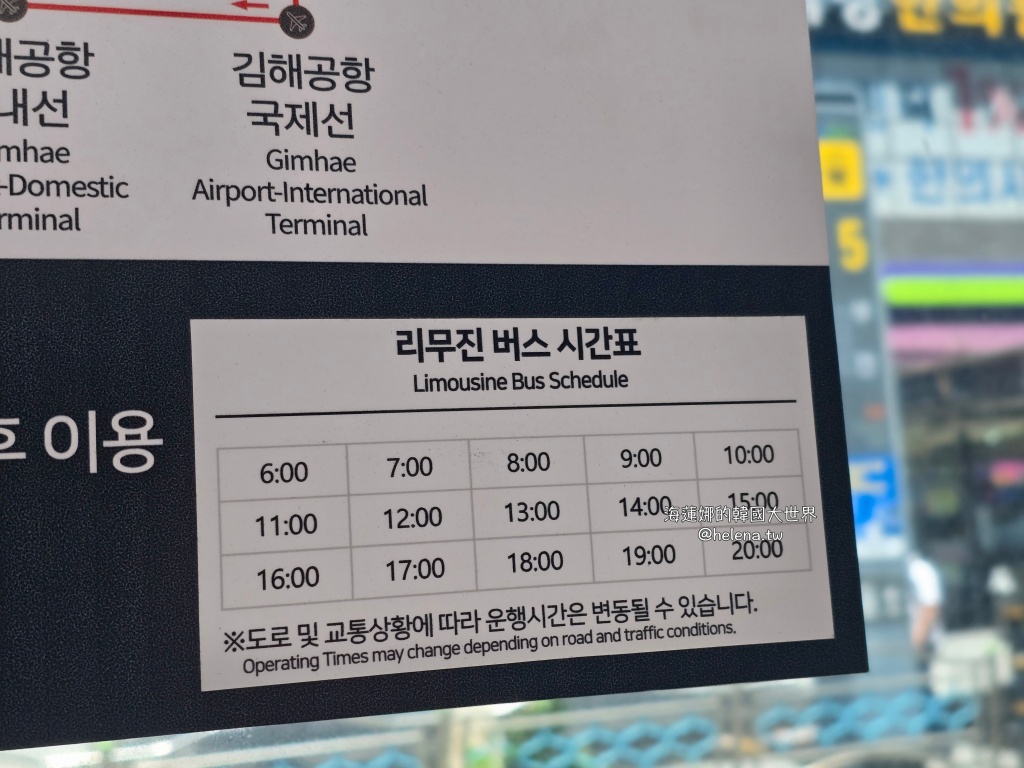 해공항
내선
mhae
-Domestic
rminal
김해공항
국제선
Gimhae
Airport-International
Terminal
이용
리무진 버스 시간표
Limousine Bus Schedule
6:00 7:00 8:00 9:00 10:00
11:00 12:00 13:00 14:00 15:00
16:00 17:00 18:00 19:00 20:00
※도로 및 교통상황에 따라 운행시간은 변동될 수 있습니다.
Operating Times may change depending on road and traffic conditions.
海蓮娜的韓國大世界
@helena.tw
5